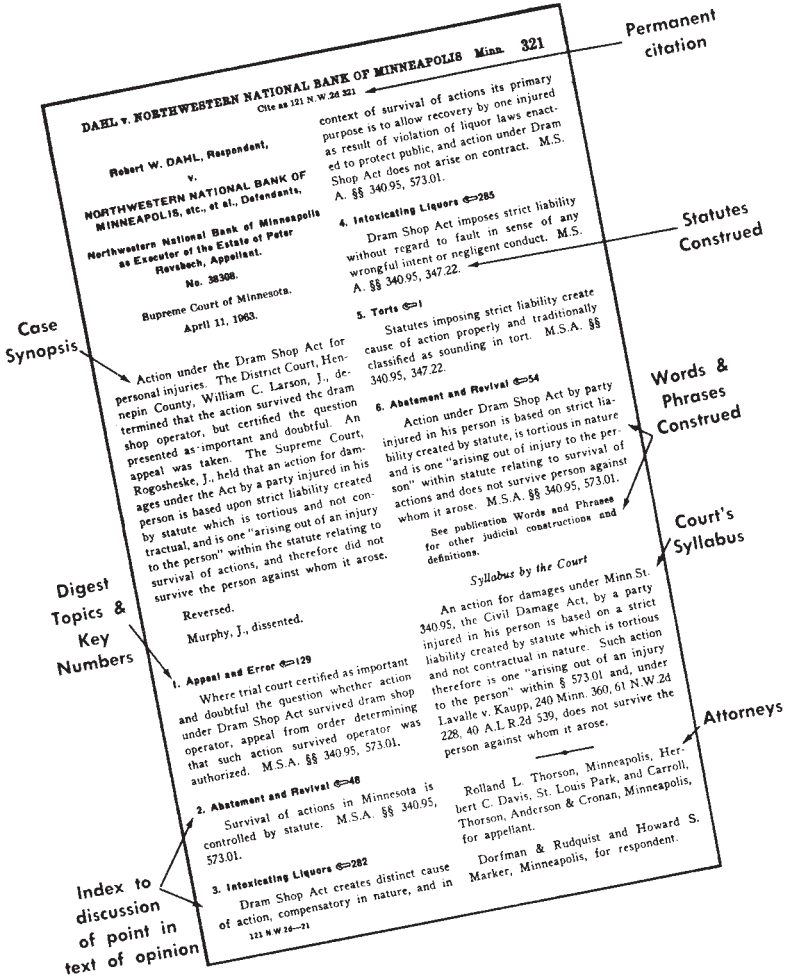 Permanent
citation
DAHL v. NORTHWESTERN NATIONAL BANK OF MINNEAPOLIS Minn. 321
Cite as 121 N.W.2d 321
Robert W. DAHL, Respondent,
v.
NORTHWESTERN NATIONAL BANK OF
MINNEAPOLIS, etc., et al., Defendants,
Northwestern National Bank of Minneapolis
as Executor of the Estate of Peter
Revsbech, Appellant.
No. 38308.
Supreme Court of Minnesota.
April 11, 1963.
Case
Synopsis
Action under the Dram Shop Act for
personal injuries. The District Court, Hen-
nepin County, William C. Larson, J., de-
termined that the action survived the dram
shop operator, but certified the question
presented as important and doubtful. An
appeal was taken. The Supreme Court,
Rogosheske, J., held that an action for dam-
ages under the Act by a party injured in his
person is based upon strict liability created
by statute which is tortious and not con-
tractual, and is one "arising out of an injury
to the person" within the statute relating to
survival of actions, and therefore did not
survive the person against whom it arose.
Reversed.
Murphy, J., dissented.
Digest
Topics &
Key
Numbers
1. Appeal and Error 129
Where trial court certified as important
and doubtful the question whether action
under Dram Shop Act survived dram shop
operator, appeal from order determining
that such action survived operator was
authorized. M.S.A. §§ 340.95, 573.01.
2. Abatement and Revival 48
Survival of actions in Minnesota is
controlled by statute. M.S.A. §§ 340.95,
573.01.
3. Intoxicating Liquors 282
Dram Shop Act creates distinct cause
of action, compensatory in nature, and in
121 N.W.2d—21
Index to
discussion
of point in
text of opinion
context of survival of actions its primary
purpose is to allow recovery by one injured
as result of violation of liquor laws enact-
ed to protect public, and action under Dram
Shop Act does not arise on contract. M.S.
A. §§ 340.95, 573.01.
4. Intoxicating Liquors 285
Dram Shop Act imposes strict liability
without regard to fault in sense of any
wrongful intent or negligent conduct. M.S.
A. §§ 340.95, 347.22.
Statutes
Construed
5. Torts 1
Statutes imposing strict liability create
cause of action properly and traditionally
classified as sounding in tort. M.S.A. §§
340.95, 347.22.
6. Abatement and Revival 54
Action under Dram Shop Act by party
injured in his person is based on strict lia-
bility created by statute, is tortious in nature
and is one "arising out of injury to the per-
son" within statute relating to survival of
actions and does not survive person against
whom it arose. M.S.A. §§ 340.95, 573.01.
See publication Words and Phrases
for other judicial constructions and
definitions.
Words &
Phrases
Construed
Court's
Syllabus
Syllabus by the Court
An action for damages under Minn.St.
340.95, the Civil Damage Act, by a party
injured in his person is based on a strict
liability created by statute which is tortious
and not contractual in nature. Such action
therefore is one "arising out of an injury
to the person" within § 573.01 and, under
Lavalle v. Kaupp, 240 Minn. 360, 61 N.W.2d
228, 40 A.L.R.2d 539, does not survive the
person against whom it arose.
Attorneys
Rolland L. Thorson, Minneapolis, Her-
bert C. Davis, St. Louis Park, and Carroll,
Thorson, Anderson & Cronan, Minneapolis,
for appellant.
Dorfman & Rudquist and Howard S.
Marker, Minneapolis, for respondent.